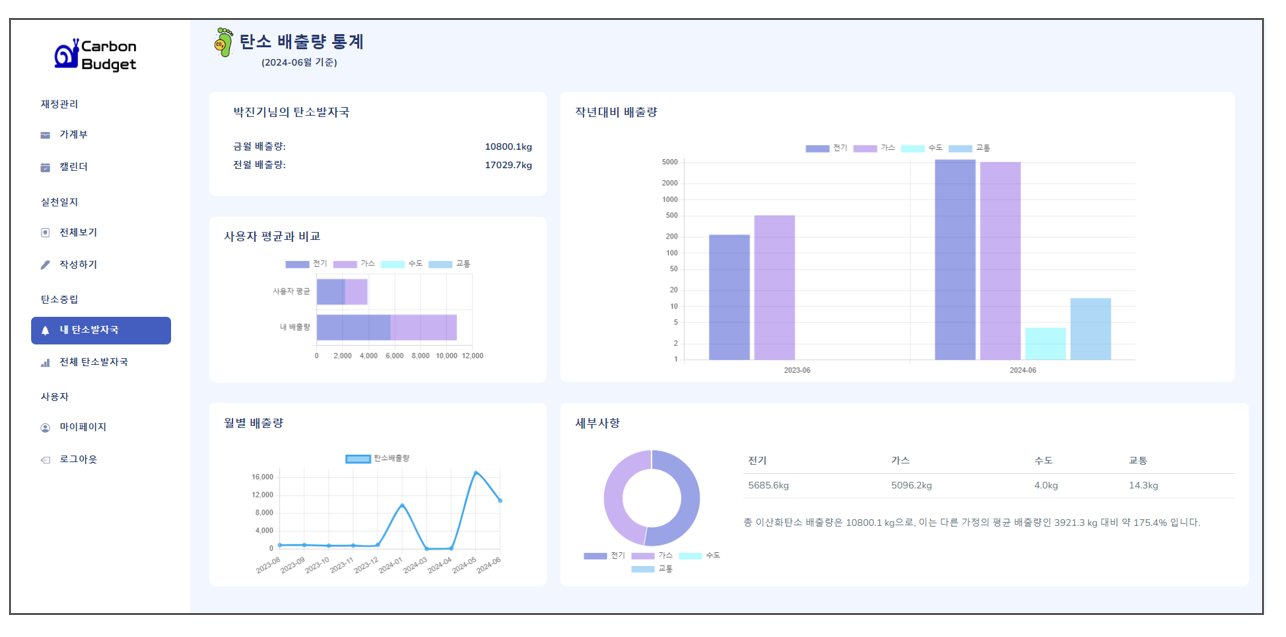 Carbon
Budget
재정관리
가계부
캘린더
실천일지
전체보기
작성하기
탄소중립
내 탄소발자국
전체 탄소발자국
사용자
마이페이지
로그아웃
탄소 배출량 통계
(2024-06월 기준)
박진기님의 탄소발자국
금월 배출량: 10800.1kg
전월 배출량: 17029.7kg
사용자 평균과 비교
전기 가스 수도 교통
사용자 평균
내 배출량
0 2,000 4,000 6,000 8,000 10,000 12,000
작년대비 배출량
전기 가스 수도 교통
5000
2000
1000
500
200
100
50
20
10
5
2
1
2023-06 2024-06
월별 배출량
탄소배출량
16,000
12,000
8,000
4,000
0
2023-08 2023-09 2023-10 2023-11 2023-12 2024-01 2024-03 2024-04 2024-05 2024-06
세부사항
전기 가스 수도
교통
전기 가스 수도 교통
5685.6kg 5096.2kg 4.0kg 14.3kg
총 이산화탄소 배출량은 10800.1 kg으로, 이는 다른 가정의 평균 배출량인 3921.3 kg 대비 약 175.4% 입니다.